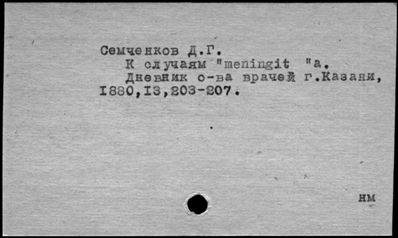 Семченков Д.Г.
К случаям "meningit "а.
Дневник о-ва врачей г.Казани,
1880,13,203-207.
нм